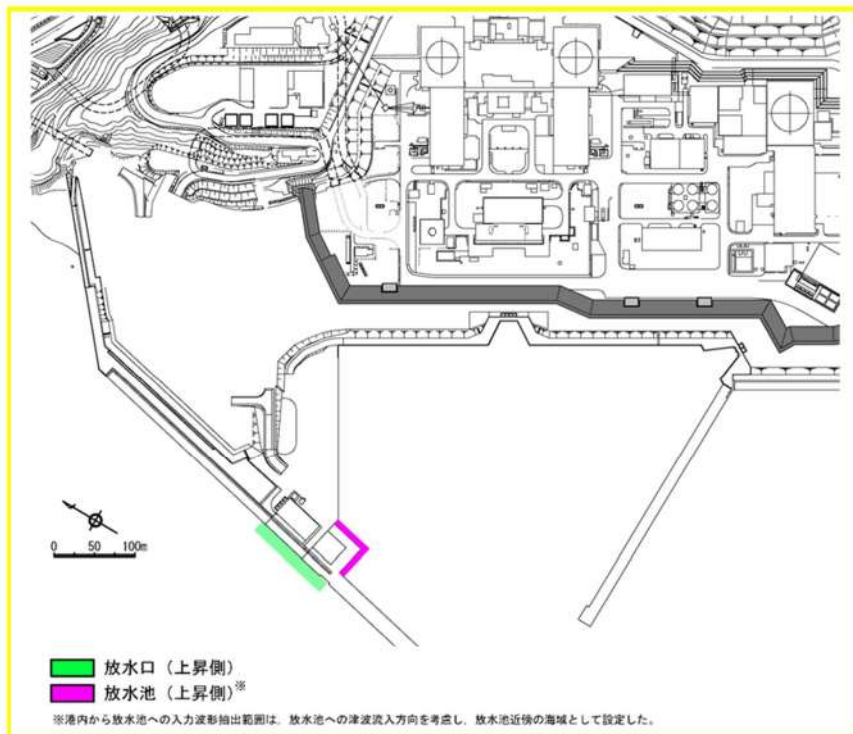 0 50 100m
放水口（上昇側）
放水池（上昇側）※
※港内から放水池への入力波形抽出範囲は，放水池への津波流入方向を考慮し，放水池近傍の海域として設定した。